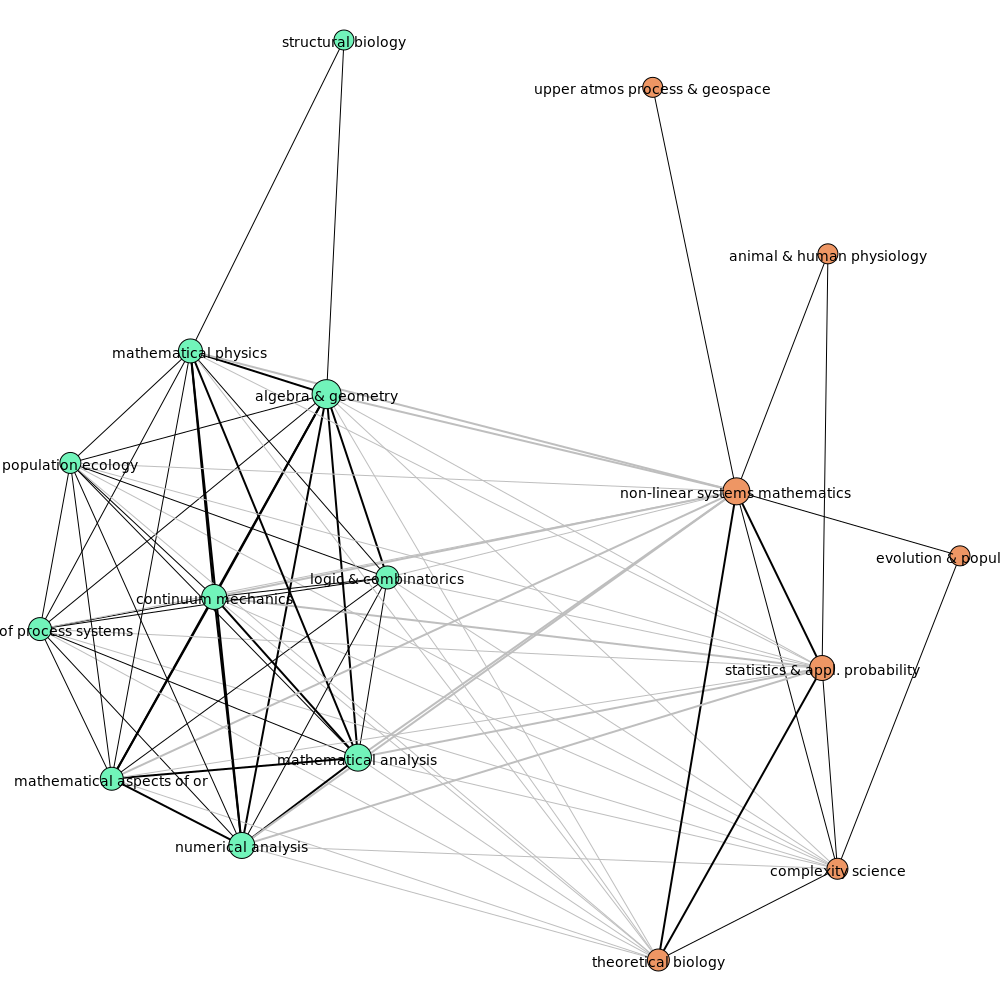 structural biology
upper atmos process & geospace
animal & human physiology
mathematical physics
algebra & geometry
population ecology
non-linear systems mathematics
evolution & popul
logic & combinatorics
continuum mechanics
of process systems
statistics & appl. probability
mathematical analysis
mathematical aspects of or
numerical analysis
complexity science
theoretical biology